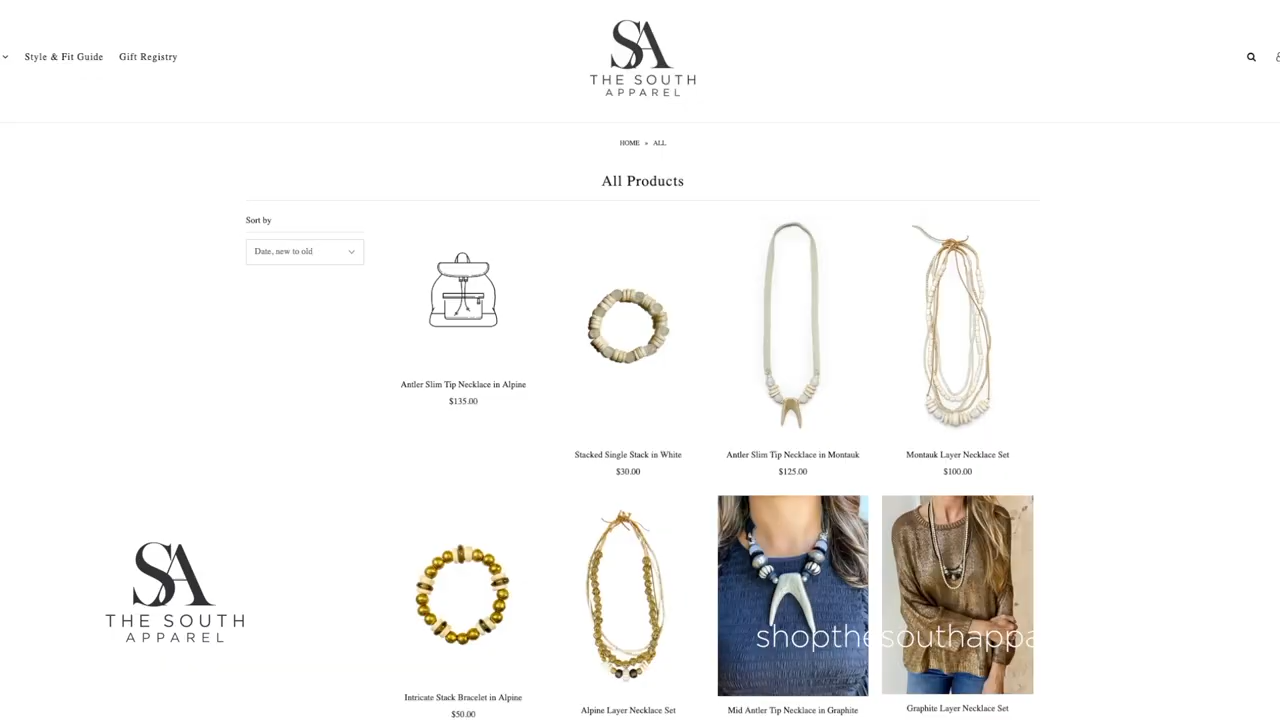 Style & Fit Guide
Gift Registry
SA
THE SOUTH
APPAREL
HOME » ALL
All Products
Sort by
Date, new to old
Antler Slim Tip Necklace in Alpine
$135.00
Stacked Single Stack in White
$30.00
Antler Slim Tip Necklace in Montauk
$125.00
Montauk Layer Necklace Set
$100.00
SA
THE SOUTH
APPAREL
shopthesouthappa
Intricate Stack Bracelet in Alpine
$50.00
Alpine Layer Necklace Set
Mid Antler Tip Necklace in Graphite
Graphite Layer Necklace Set